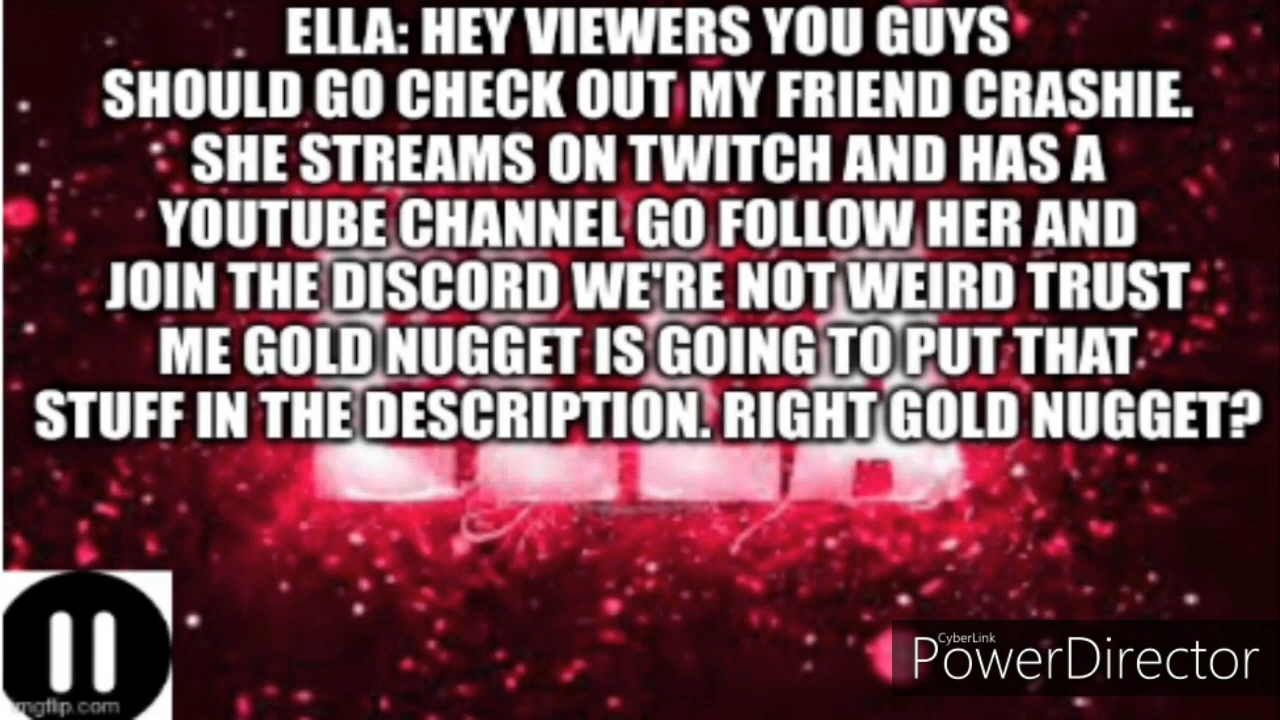 ELLA: HEY VIEWERS YOU GUYS
SHOULD GO CHECK OUT MY FRIEND CRASHIE.
SHE STREAMS ON TWITCH AND HAS A
YOUTUBE CHANNEL GO FOLLOW HER AND
JOIN THE DISCORD WE'RE NOT WEIRD TRUST
ME GOLD NUGGET IS GOING TO PUT THAT
STUFF IN THE DESCRIPTION. RIGHT GOLD NUGGET?
imgflip.com
CyberLink
PowerDirector